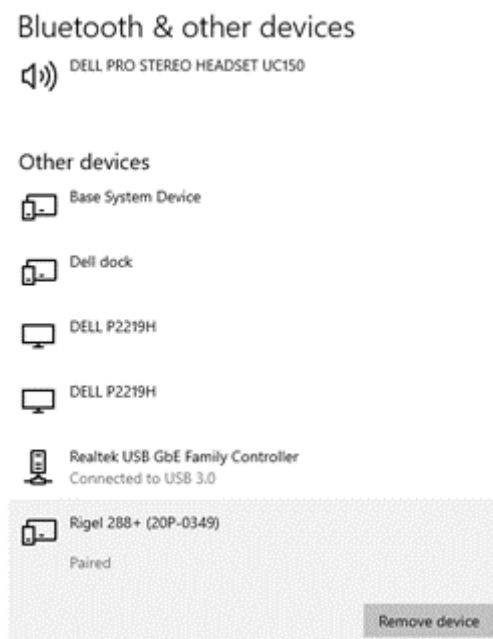 Bluetooth & other devices
DELL PRO STEREO HEADSET UC150
Other devices
Base System Device
Dell dock
DELL P2219H
DELL P2219H
Realtek USB GbE Family Controller
Connected to USB 3.0
Rigel 288+ (20P-0349)
Paired
Remove device